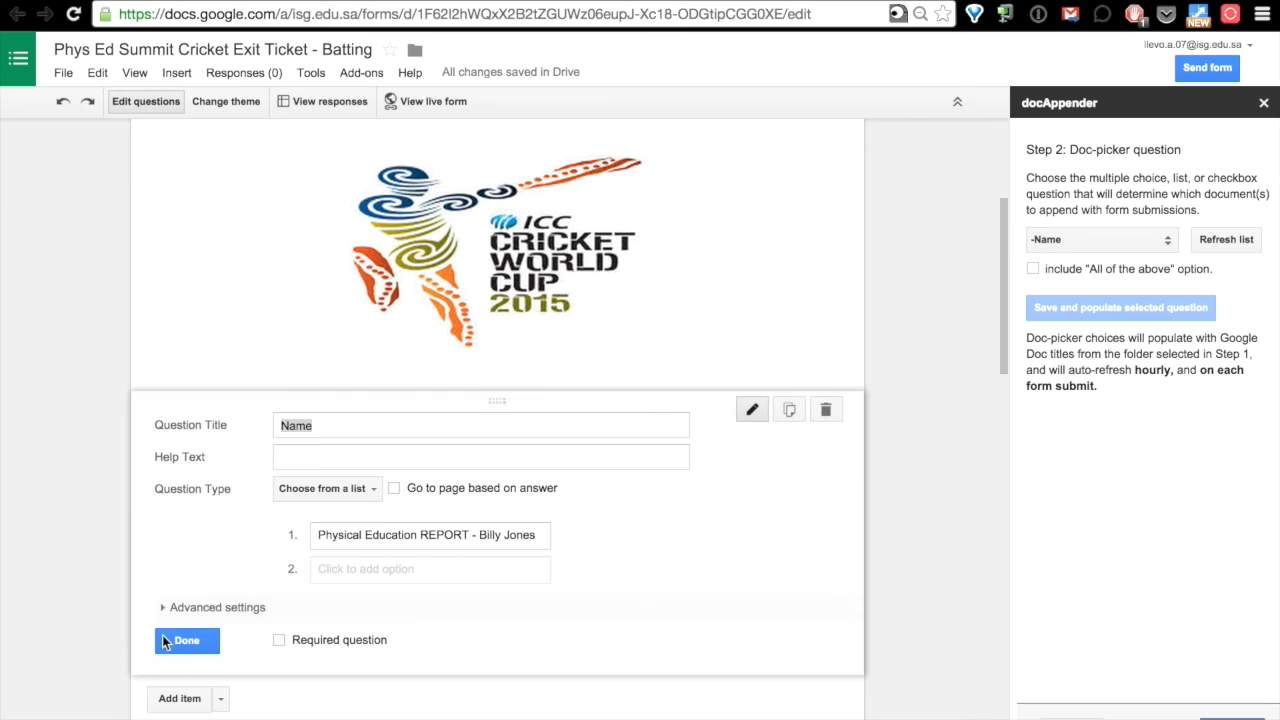 https://docs.google.com/a/isg.edu.sa/forms/d/1F62I2hWQxX2B2tZGUWz06eupJ-Xc18-ODGtipCGG0XE/edit
NEW
Phys Ed Summit Cricket Exit Ticket - Batting
llevo.a.07@isg.edu.sa
File Edit View Insert Responses (0) Tools Add-ons Help All changes saved in Drive
Send form
Edit questions Change theme View responses View live form
docAppender
Step 2: Doc-picker question
Choose the multiple choice, list, or checkbox
question that will determine which document(s)
to append with form submissions.
-Name Refresh list
include "All of the above" option.
Save and populate selected question
Doc-picker choices will populate with Google
Doc titles from the folder selected in Step 1,
and will auto-refresh hourly, and on each
form submit.
ICC
CRICKET
WORLD
CUP
2015
Question Title Name
Help Text
Question Type Choose from a list Go to page based on answer
1. Physical Education REPORT - Billy Jones
2. Click to add option
Advanced settings
Done Required question
Add item